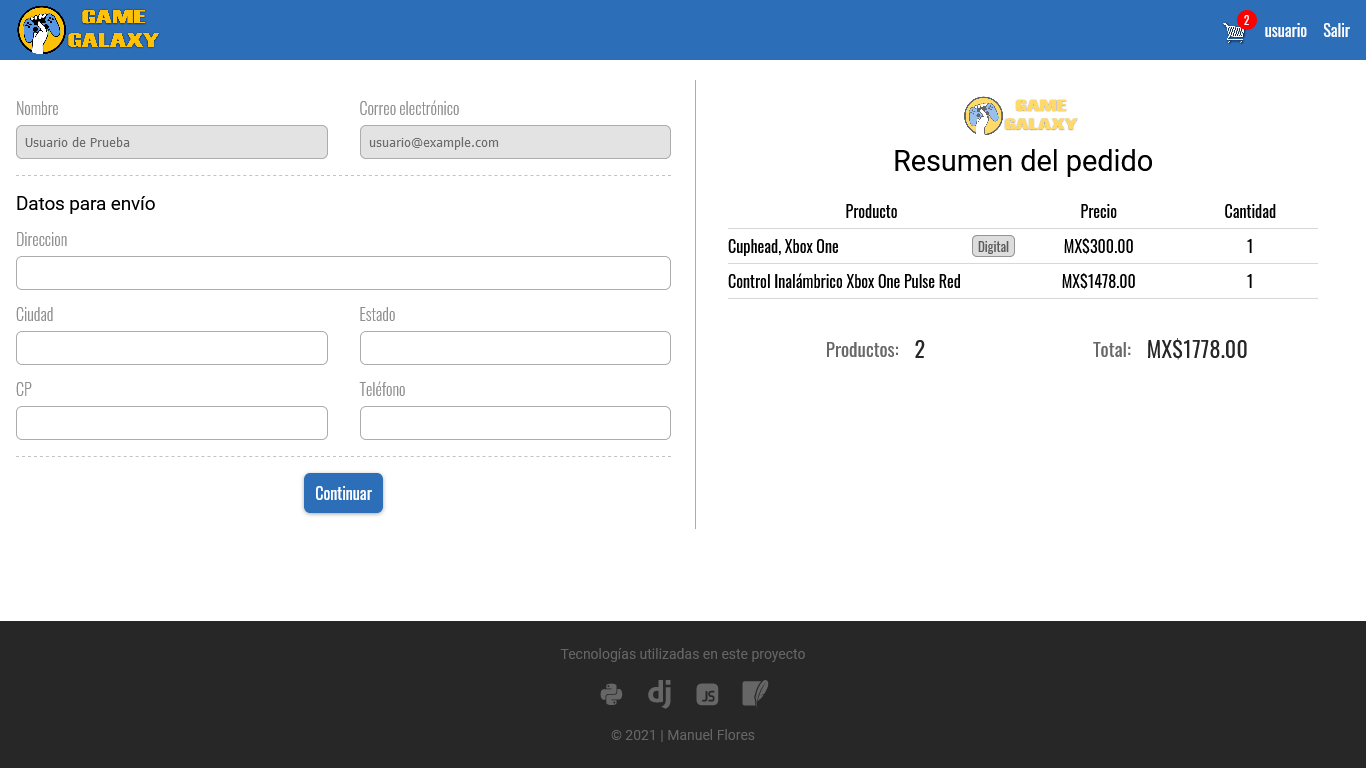 GAME
GALAXY
2
usuario
Salir
Nombre
Correo electrónico
Usuario de Prueba
usuario@example.com
Datos para envío
Direccion
Ciudad
Estado
CP
Teléfono
Continuar
GAME
GALAXY
Resumen del pedido
Producto Precio Cantidad
Cuphead, Xbox One Digital MX$300.00 1
Control Inalámbrico Xbox One Pulse Red MX$1478.00 1
Productos: 2 Total: MX$1778.00
Tecnologías utilizadas en este proyecto
dj JS
© 2021 | Manuel Flores